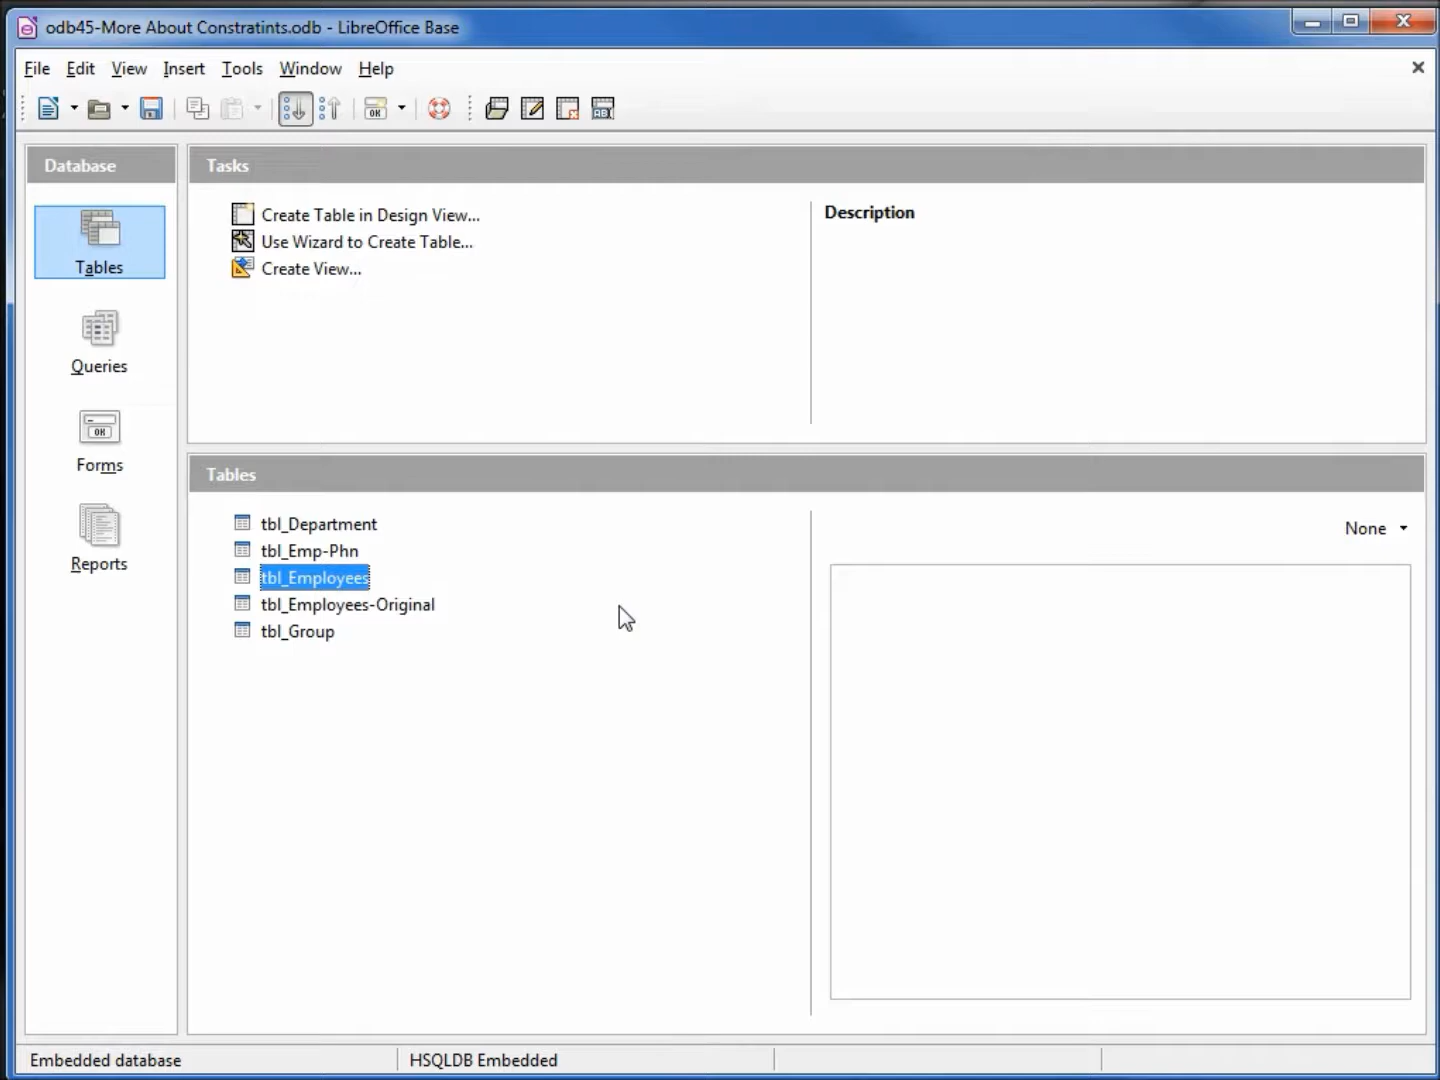 odb45-More About Constratints.odb - LibreOffice Base
File Edit View Insert Tools Window Help
Database
Tables
Queries
Forms
Reports
Tasks
Create Table in Design View...
Use Wizard to Create Table...
Create View...
Description
Tables
tbl_Department
tbl_Emp-Phn
tbl_Employees
tbl_Employees-Original
tbl_Group
None
Embedded database
HSQLDB Embedded